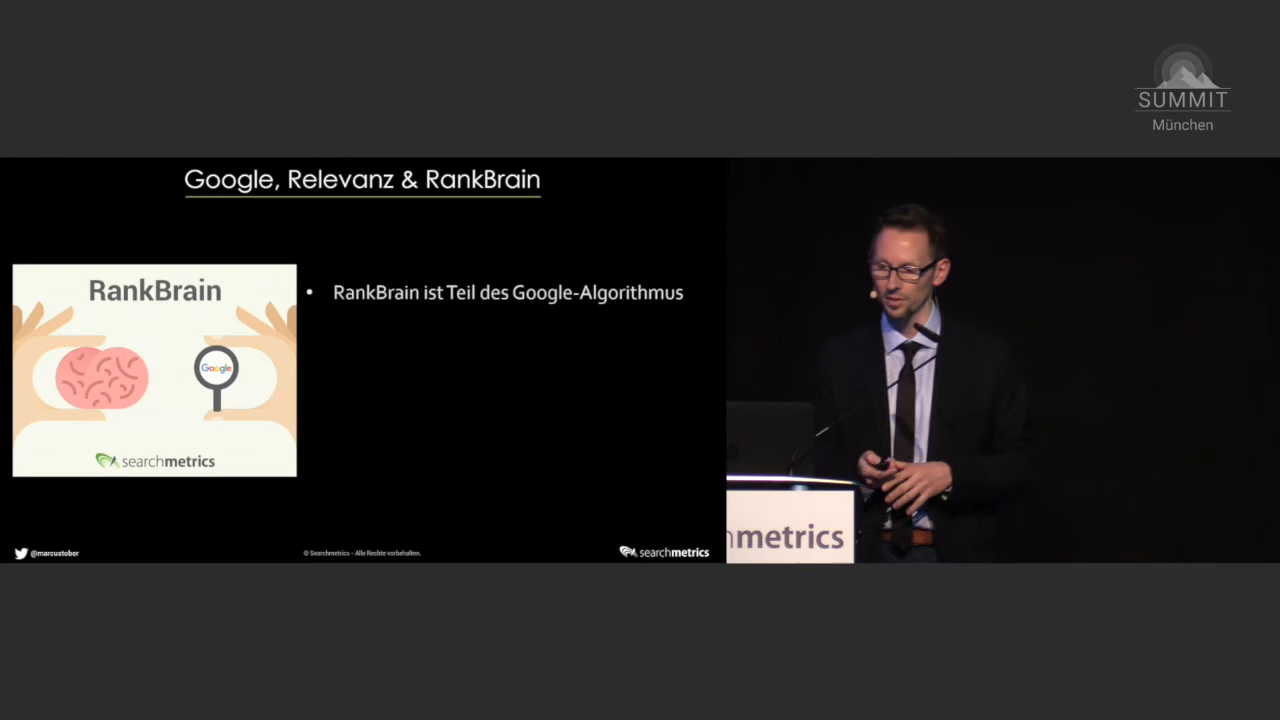 SUMMIT
München
Google, Relevanz & RankBrain
RankBrain
Google
searchmetrics
• RankBrain ist Teil des Google-Algorithmus
@marcustober
© Searchmetrics - Alle Rechte vorbehalten.
searchmetrics
metrics